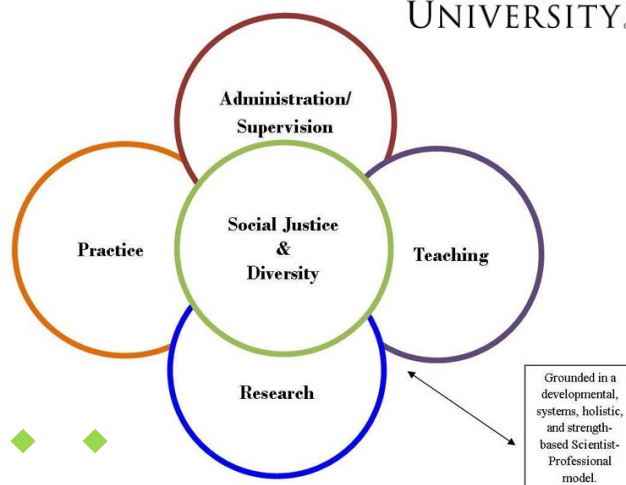 UNIVERSITY
Administration/
Supervision
Social Justice
&
Diversity
Practice
Teaching
Research
Grounded in a
developmental,
systems, holistic,
and strength-
based Scientist-
Professional
model.